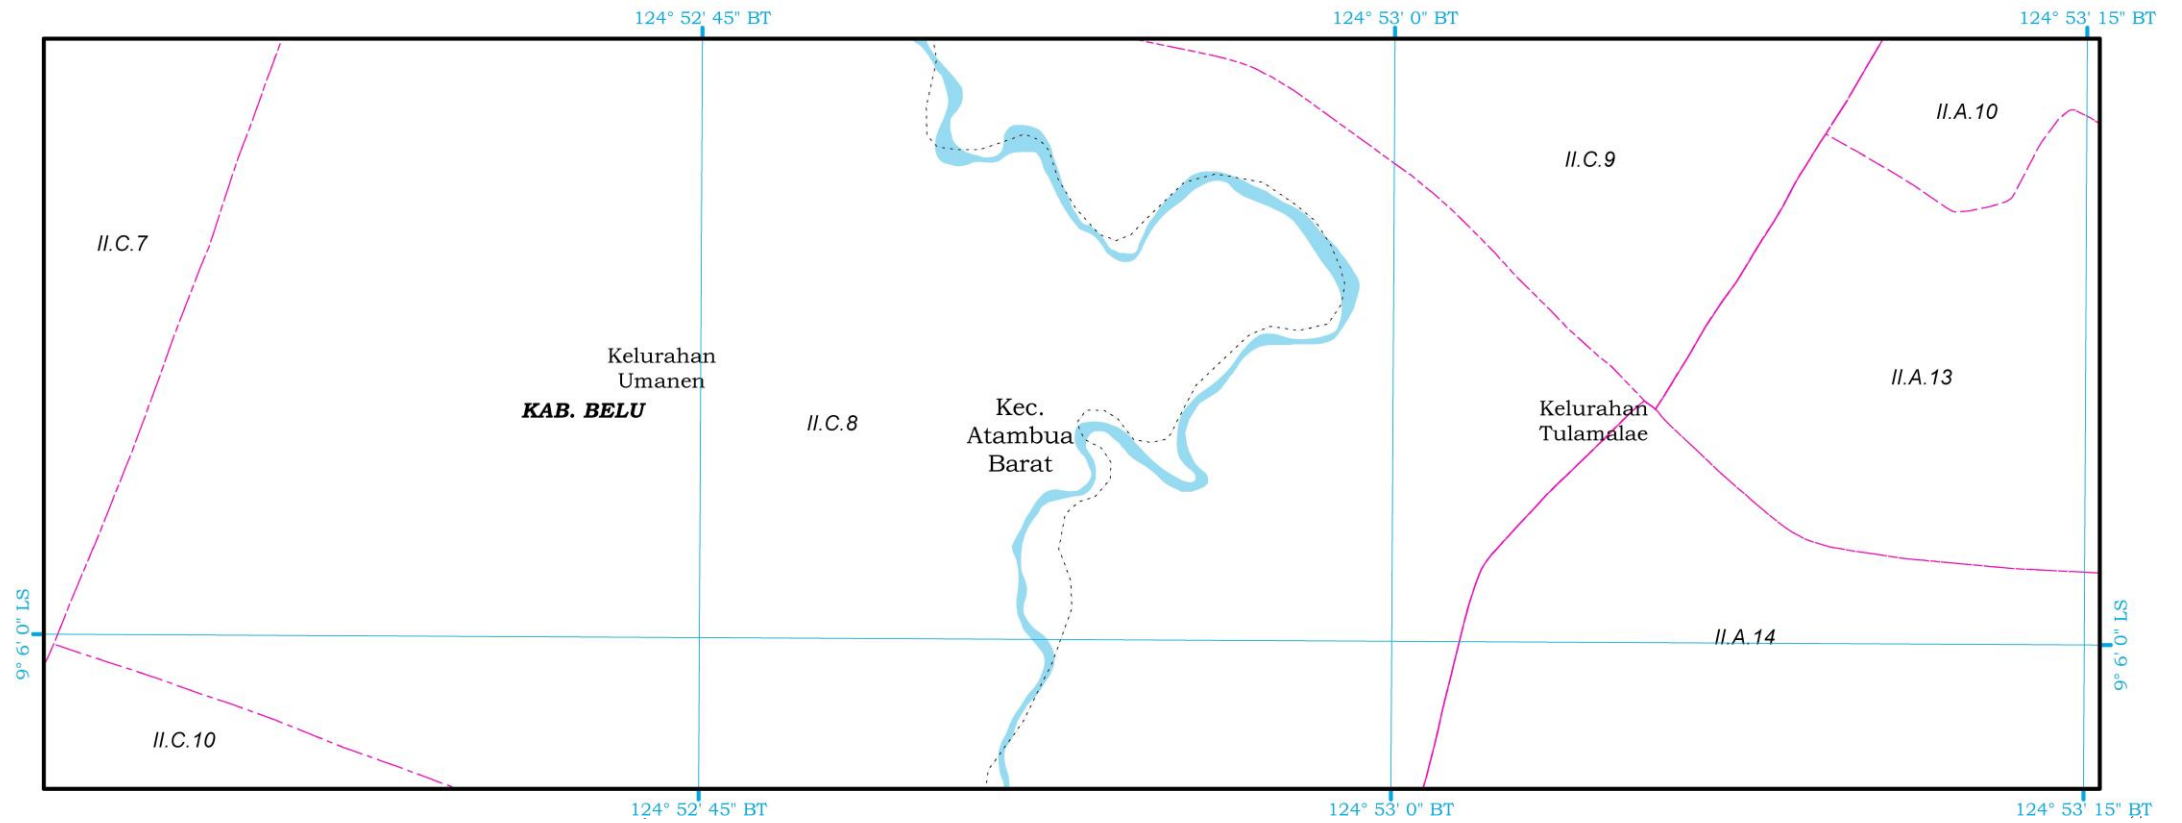 124° 52' 45" BT
124° 53' 0" BT
124° 53' 15" BT
II.A.10
II.C.9
II.C.7
Kelurahan
Umanen
KAB. BELU
II.C.8
Kec.
Atambua
Barat
Kelurahan
Tulamalae
II.A.13
9° 6' 0" LS
II.A.14
9° 6' 0" LS
II.C.10
124° 52' 45" BT
124° 53' 0" BT
124° 53' 15" BT